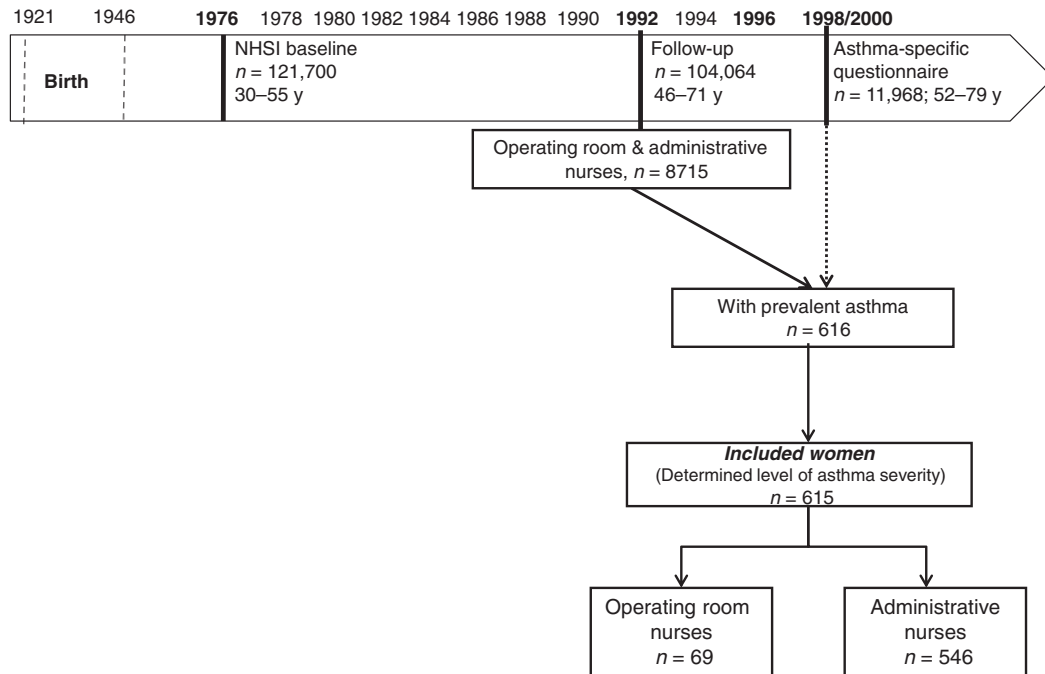 1921 1946 1976 1978 1980 1982 1984 1986 1988 1990 1992 1994 1996 1998/2000
Birth
NHSI baseline
n = 121,700
30–55 y
Follow-up
n = 104,064
46–71 y
Asthma-specific
questionnaire
n = 11,968; 52–79 y
Operating room & administrative
nurses, n = 8715
With prevalent asthma
n = 616
Included women
(Determined level of asthma severity)
n = 615
Operating room
nurses
n = 69
Administrative
nurses
n = 546